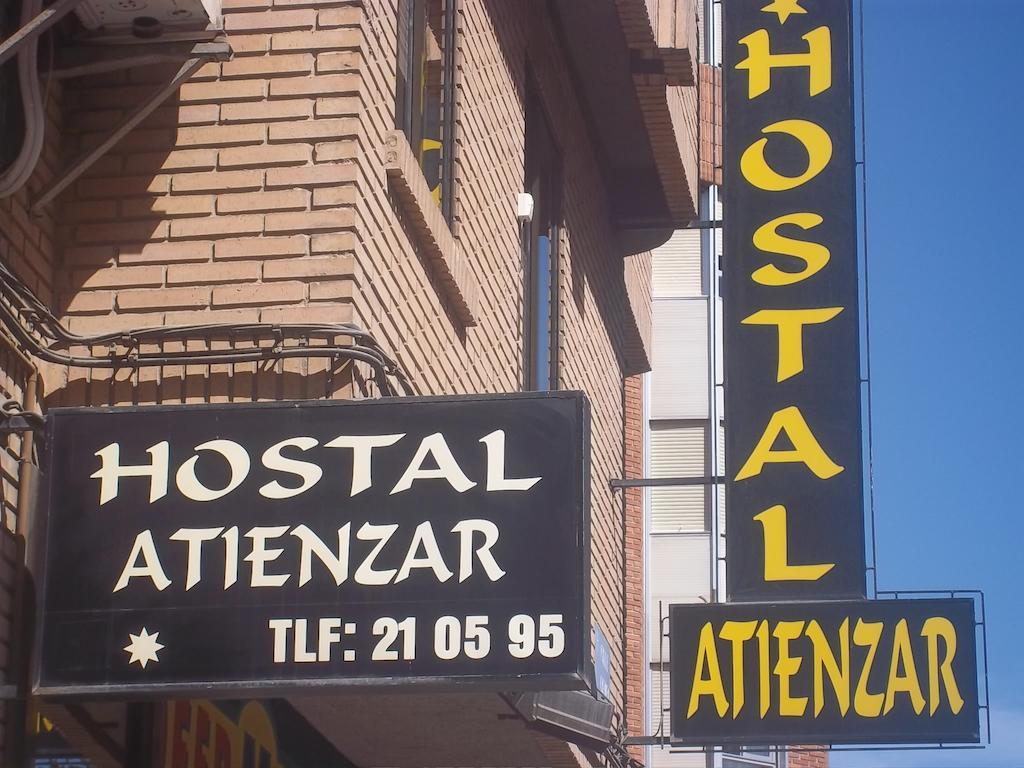 HOSTAL
ATIENZAR
TLF: 21 05 95
HOSTAL
ATIENZAR